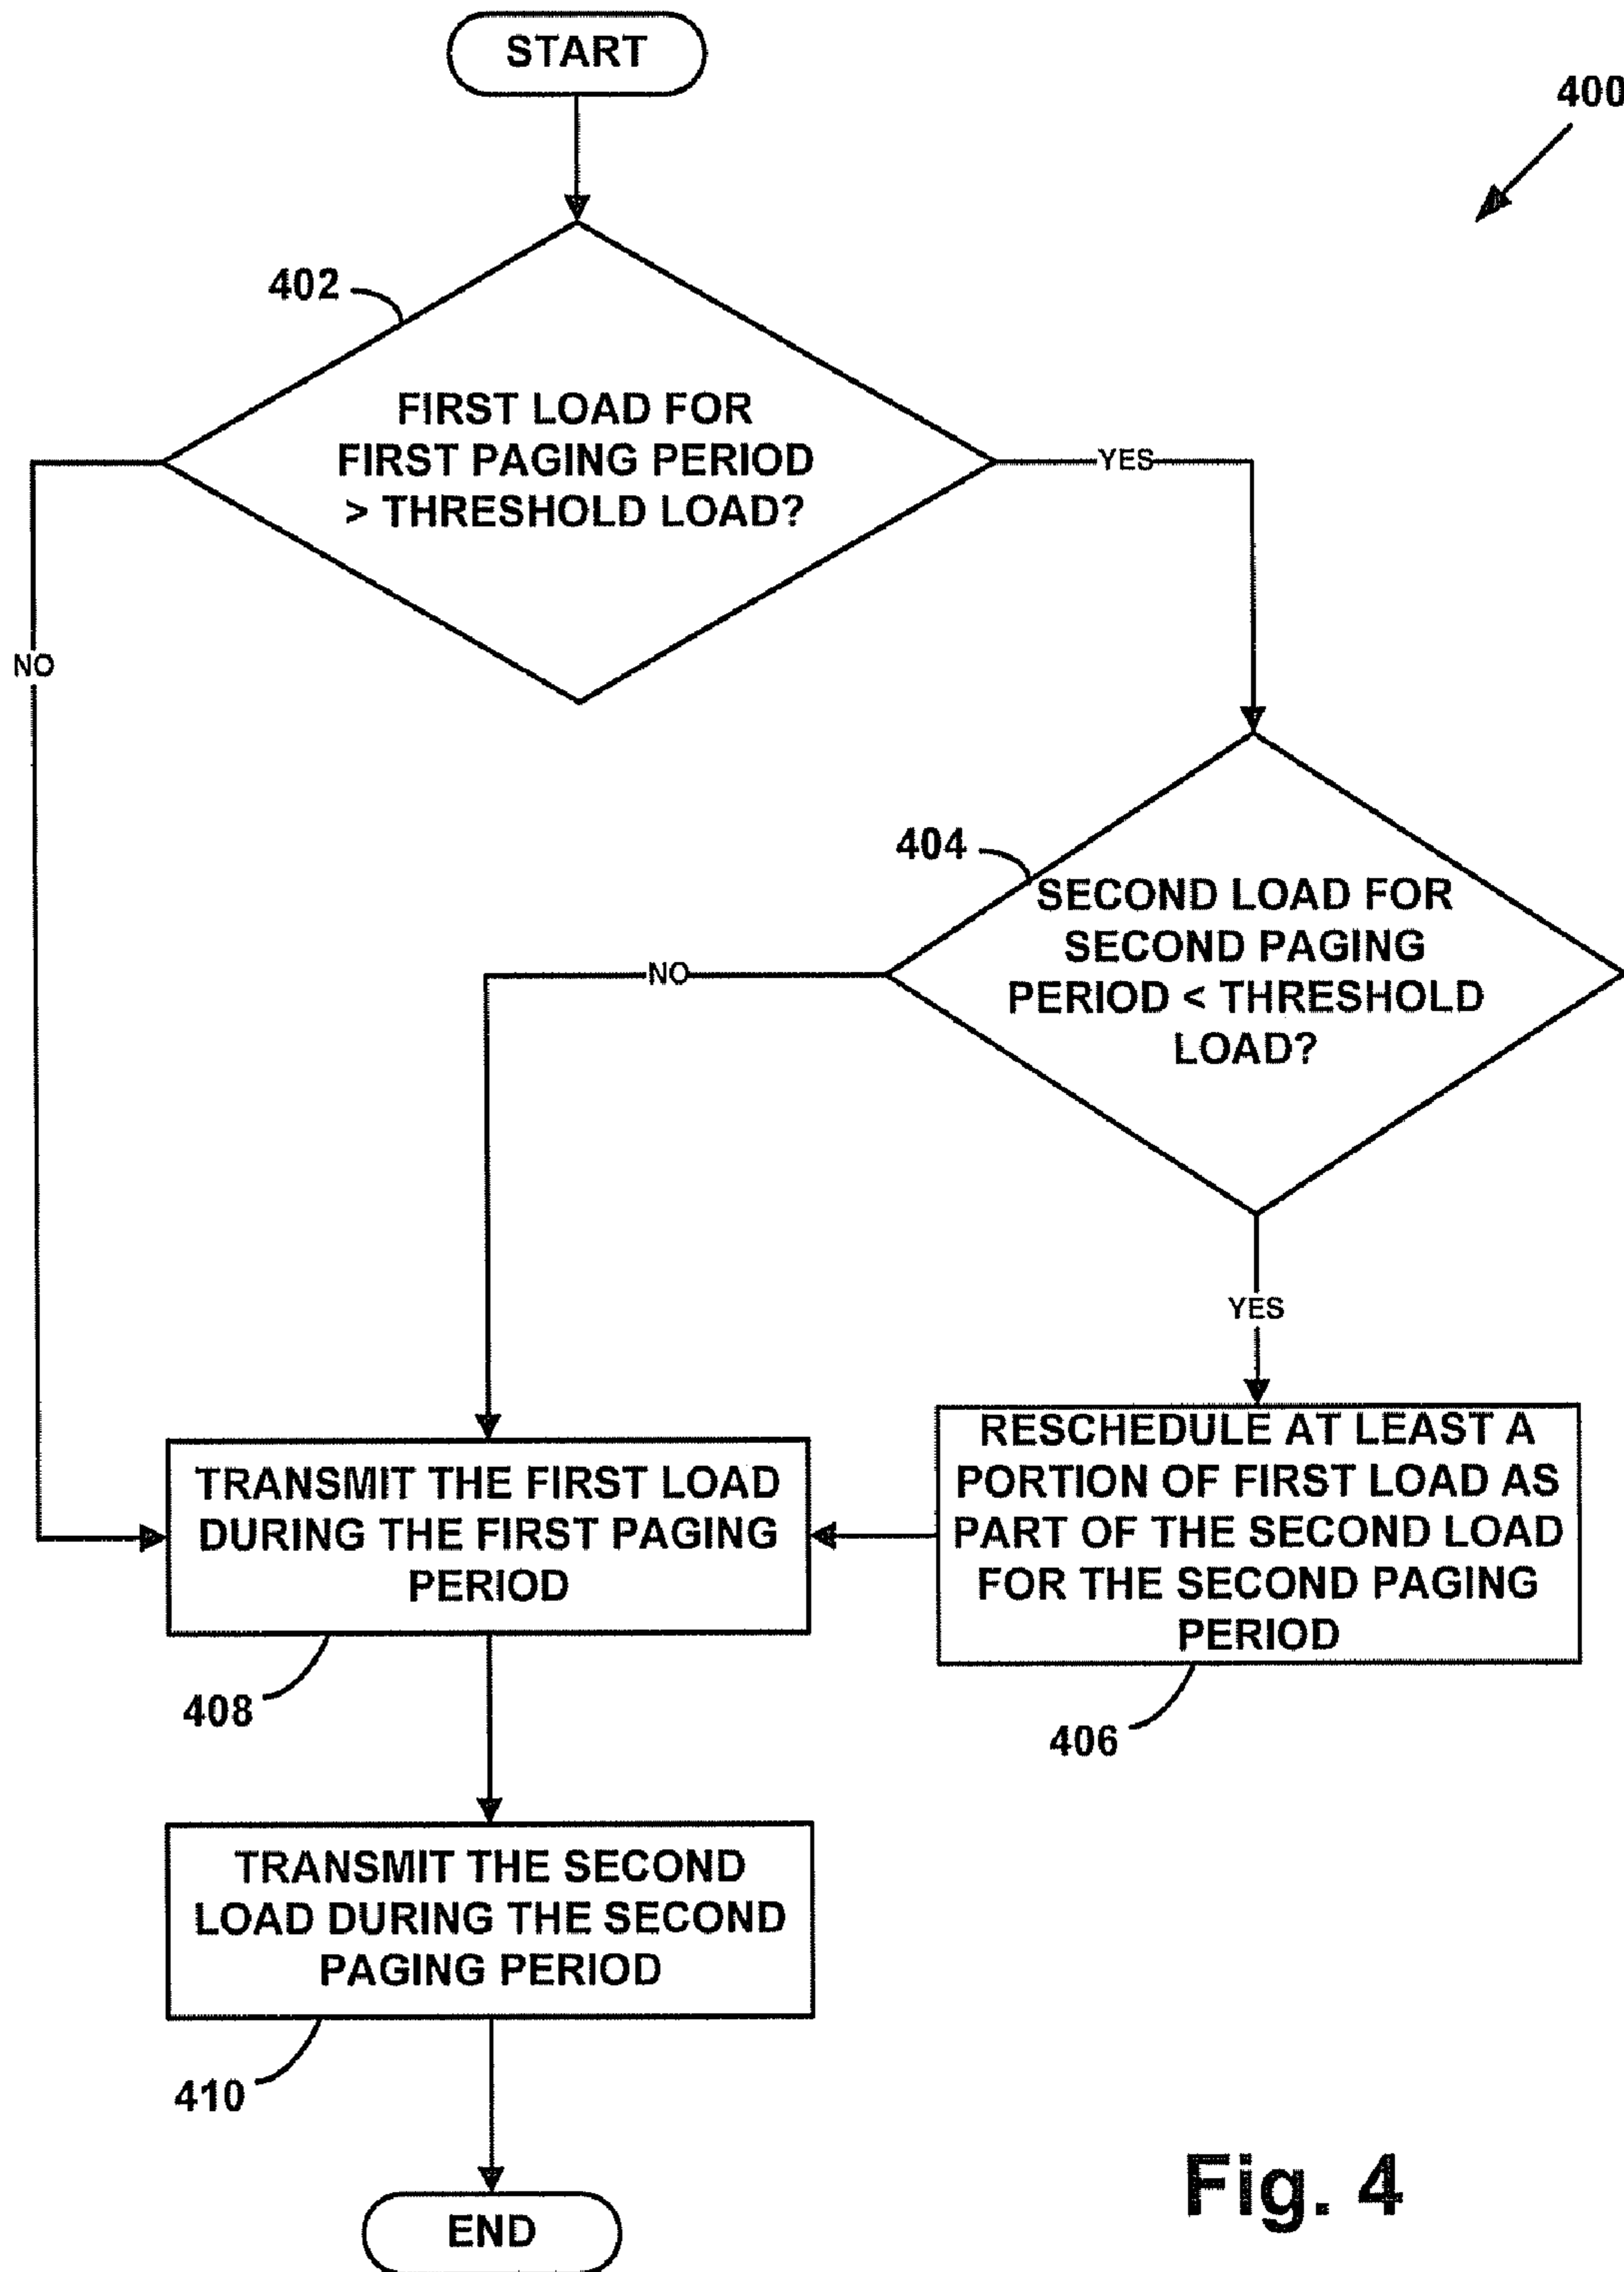 START
400
402
FIRST LOAD FOR
FIRST PAGING PERIOD
> THRESHOLD LOAD?
YES
NO
404
SECOND LOAD FOR
SECOND PAGING
PERIOD < THRESHOLD
LOAD?
NO
YES
TRANSMIT THE FIRST LOAD
DURING THE FIRST PAGING
PERIOD
408
RESCHEDULE AT LEAST A
PORTION OF FIRST LOAD AS
PART OF THE SECOND LOAD
FOR THE SECOND PAGING
PERIOD
406
TRANSMIT THE SECOND
LOAD DURING THE SECOND
PAGING PERIOD
410
END
Fig. 4